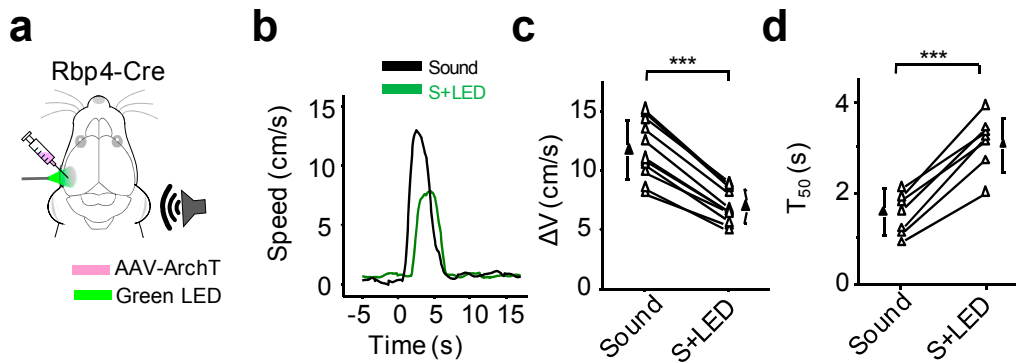 a
Rbp4-Cre
AAV-ArchT
Green LED
b
Sound
S+LED
Speed (cm/s)
15
10
5
0
-5 0 5 10 15
Time (s)
c
***
ΔV (cm/s)
15
10
5
0
Sound
S+LED
d
***
T50 (s)
4
2
0
Sound
S+LED